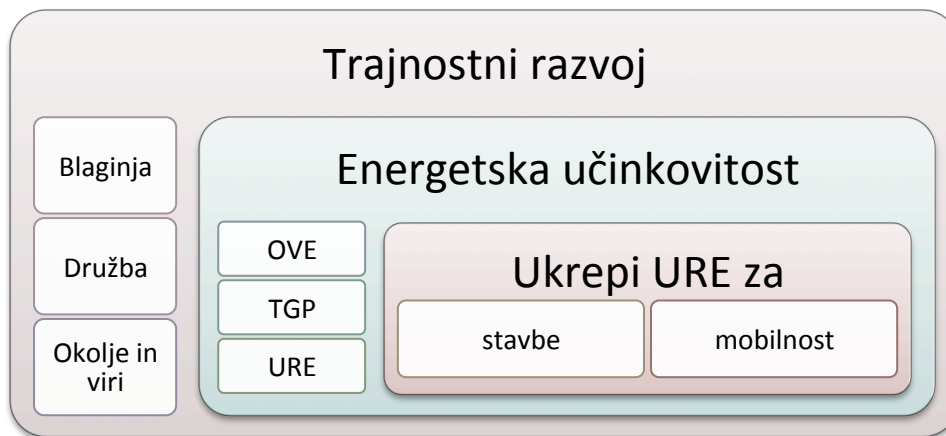 Trajnostni razvoj
Blaginja
Družba
Okolje in
viri
Energetska učinkovitost
OVE
TGP
URE
Ukrepi URE za
stavbe
mobilnost